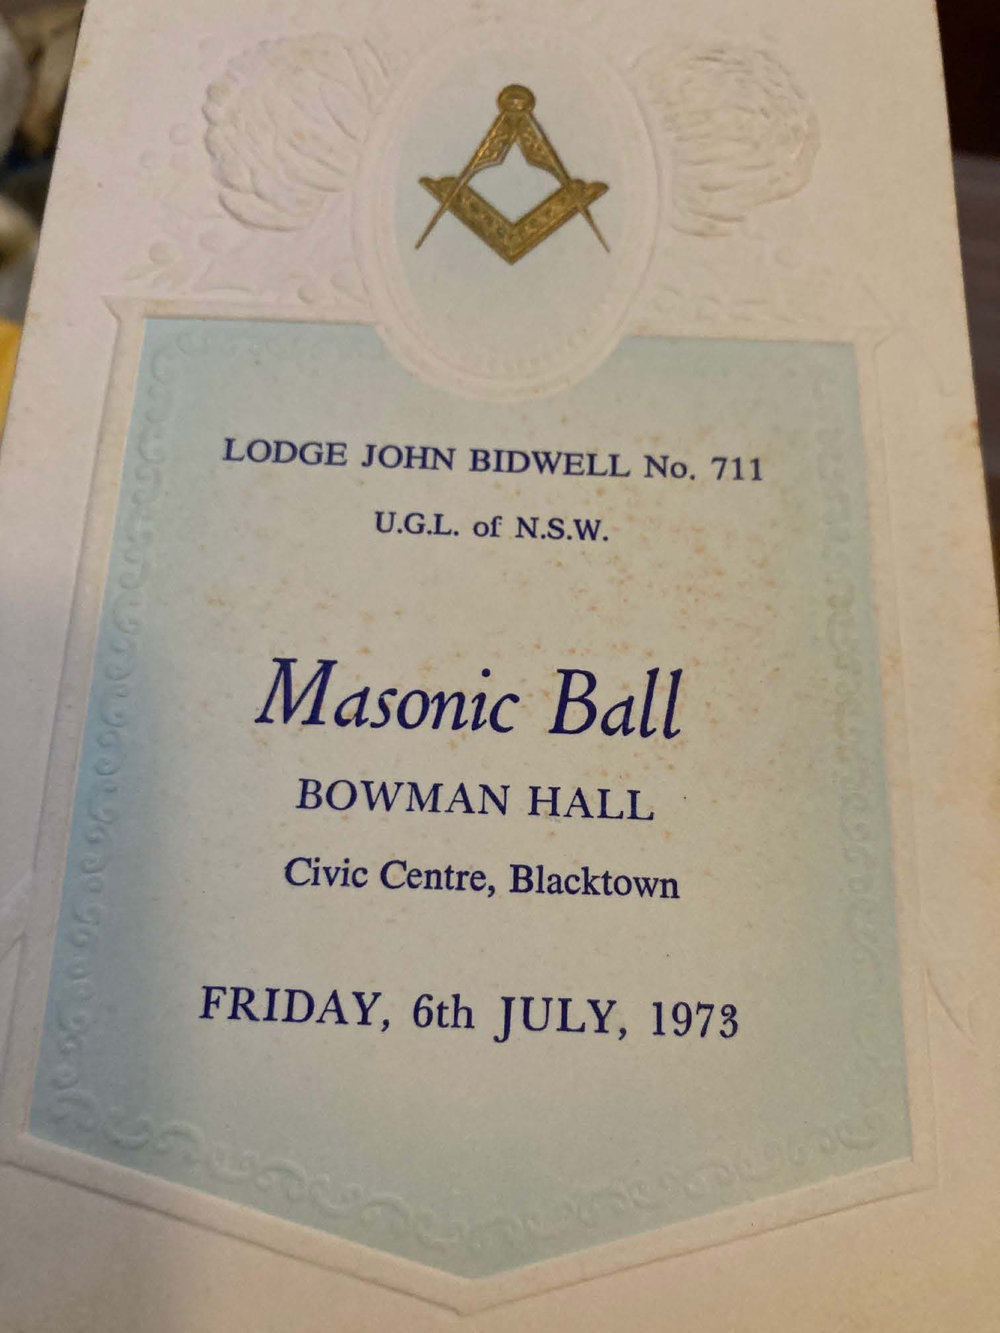 LODGE JOHN BIDWELL No. 711
U.G.L. of N.S.W.
Masonic Ball
BOWMAN HALL
Civic Centre, Blacktown
FRIDAY, 6th JULY, 1973